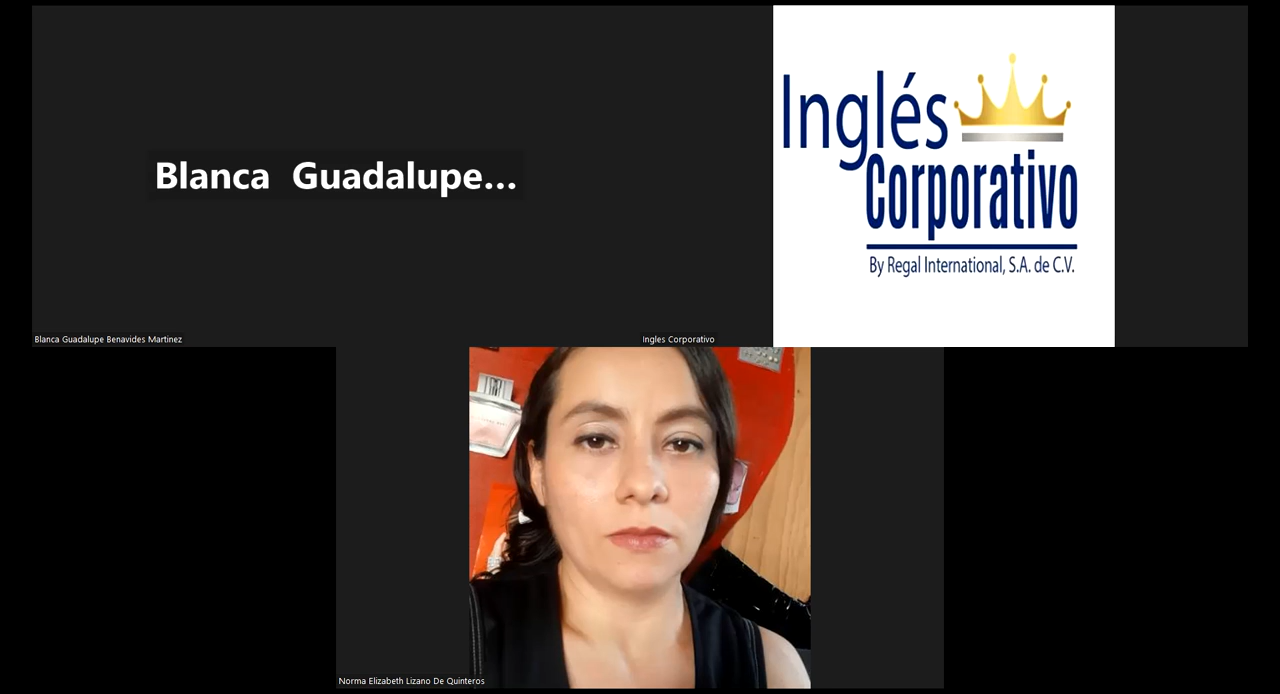 Blanca Guadalupe...
Inglés
Corporativo
By Regal International, S.A. de C.V.
Blanca Guadalupe Benavides Martinez
Ingles Corporativo
Norma Elizabeth Lizano De Quinteros